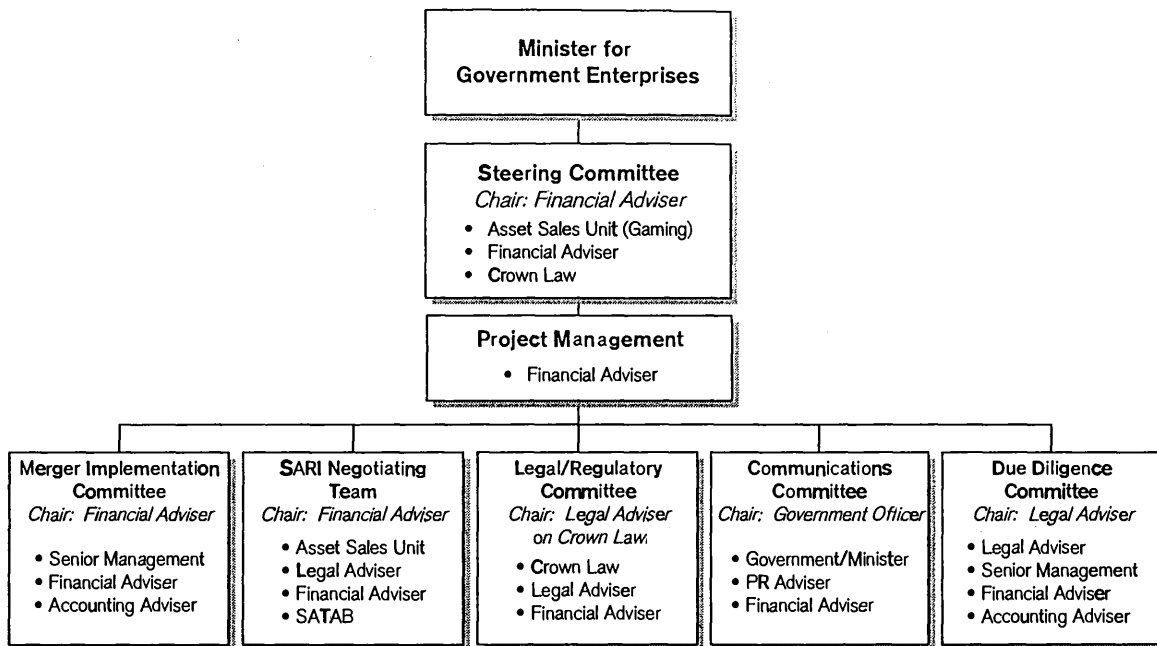 Minister for
Government Enterprises
Steering Committee
Chair: Financial Adviser
• Asset Sales Unit (Gaming)
• Financial Adviser
• Crown Law
Project Management
• Financial Adviser
Merger Implementation
Committee
Chair: Financial Adviser
• Senior Management
• Financial Adviser
• Accounting Adviser
SARI Negotiating
Team
Chair: Financial Adviser
• Asset Sales Unit
• Legal Adviser
• Financial Adviser
• SATAB
Legal/Regulatory
Committee
Chair: Legal Adviser
on Crown Law
• Crown Law
• Legal Adviser
• Financial Adviser
Communications
Committee
Chair: Government Officer
• Government/Minister
• PR Adviser
• Financial Adviser
Due Diligence
Committee
Chair: Legal Adviser
• Legal Adviser
• Senior Management
• Financial Adviser
• Accounting Adviser